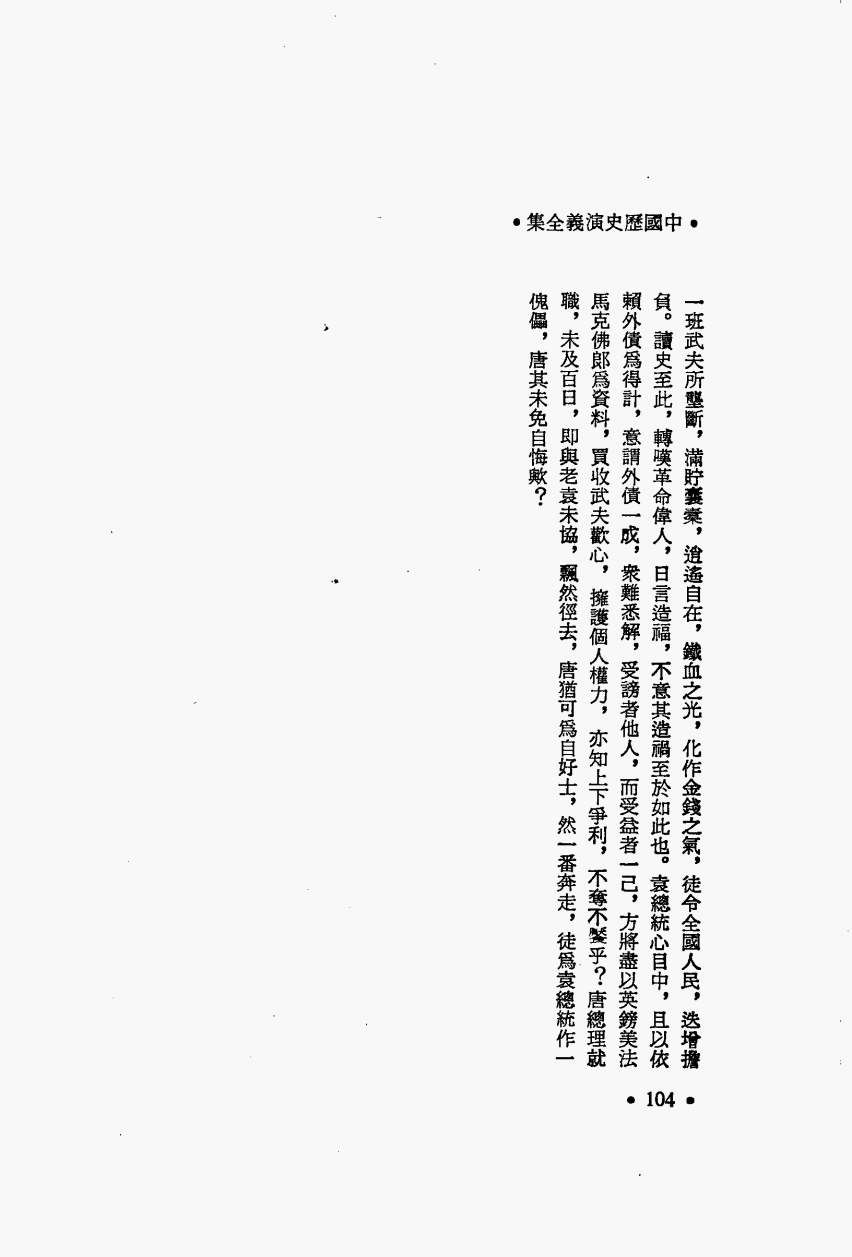 •中國歷史演義全集•
一班武夫所壟斷，滿貯囊橐，逍遙自在，鐵血之光，化作金錢之氣，徒令全國人民，迭增擔
負。讀史至此，轉嘆革命偉人，日言造福，不意其造禍至於如此也。袁總統心目中，且以依
賴外債爲得計，意謂外債一成，衆難悉解，受謗者他人，而受益者一己，方將盡以英鎊美法
馬克佛郎爲資料，買收武夫歡心，擁護個人權力，亦知上下爭利，不奪不饜乎？唐總理就
職，未及百日，即與老袁未協，飄然徑去，唐猶可爲自好士，然一番奔走，徒爲袁總統作一
傀儡，唐其未免自悔歟？
• 104 •